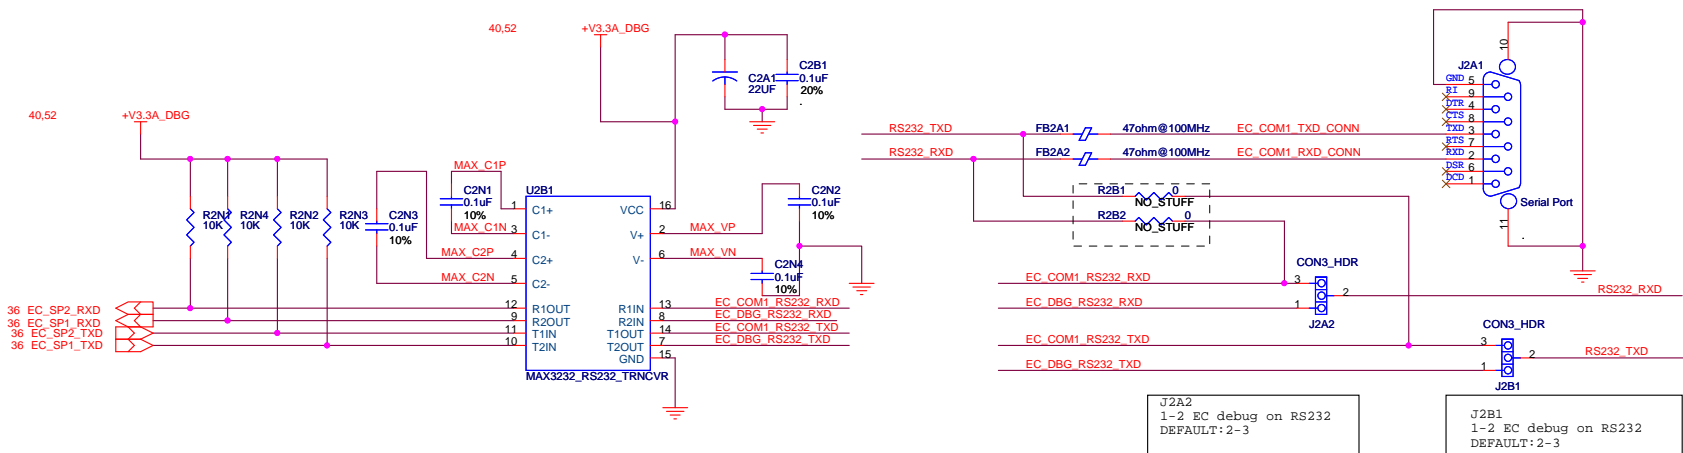 40,52
+V3.3A_DBG
40,52
+V3.3A_DBG
C2A1
22UF
C2B1
0.1uF
20%
R2N4
10K
R2N2
10K
R2N3
10K
10K
C2N3
0.1uF
10%
MAX_C1P
C2N1
0.1uF
10%
MAX_C1N
MAX_C2P
MAX_C2N
U2B1
1 C1+ VCC 16
3 C1- V+ 2
4 C2+ V- 6
5 C2-
12 R1OUT R1IN 13
9 R2OUT R2IN 8
11 T1IN T1OUT 14
10 T2IN T2OUT 7
GND 15
MAX3232_RS232_TRNCVR
MAX_VP
MAX_VN
C2N2
0.1uF
10%
C2N4
0.1uF
10%
36 EC_SP2_RXD
36 EC_SP1_RXD
36 EC_SP2_TXD
36 EC_SP1_TXD
EC_COM1_RS232_RXD
EC_DBG_RS232_RXD
EC_COM1_RS232_TXD
EC_DBG_RS232_TXD
RS232_TXD FB2A1 47ohm@100MHz EC_COM1_TXD_CONN
RS232_RXD FB2A2 47ohm@100MHz EC_COM1_RXD_CONN
R2B1 0
NO_STUFF
R2B2 0
NO_STUFF
J2A1
10
GND 5
RI 9
DTR 4
CTS 8
TXD 3
RTS 7
RXD 2
DSR 6
DCD 1
11
Serial Port
CON3_HDR
EC_COM1_RS232_RXD 3
2 RS232_RXD
EC_DBG_RS232_RXD 1
J2A2
CON3_HDR
EC_COM1_RS232_TXD 3
2 RS232_TXD
EC_DBG_RS232_TXD 1
J2B1
J2A2
1-2 EC debug on RS232
DEFAULT:2-3
J2B1
1-2 EC debug on RS232
DEFAULT:2-3